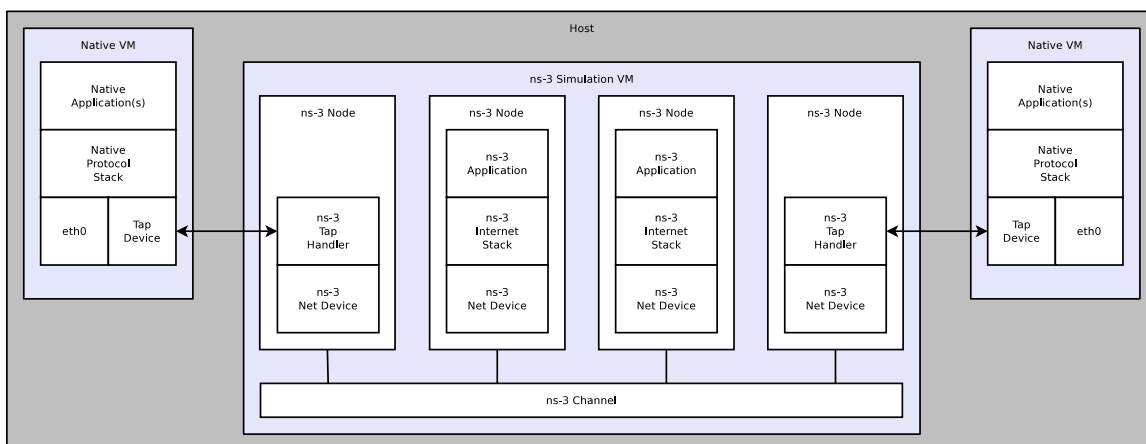 Host
Native VM
Native
Application(s)
Native
Protocol
Stack
eth0
Tap
Device
ns-3 Simulation VM
ns-3 Node
ns-3
Tap
Handler
ns-3
Net Device
ns-3 Node
ns-3
Application
ns-3
Internet
Stack
ns-3
Net Device
ns-3 Node
ns-3
Application
ns-3
Internet
Stack
ns-3
Net Device
ns-3 Node
ns-3
Tap
Handler
ns-3
Net Device
ns-3 Channel
Native VM
Native
Application(s)
Native
Protocol
Stack
Tap
Device
eth0